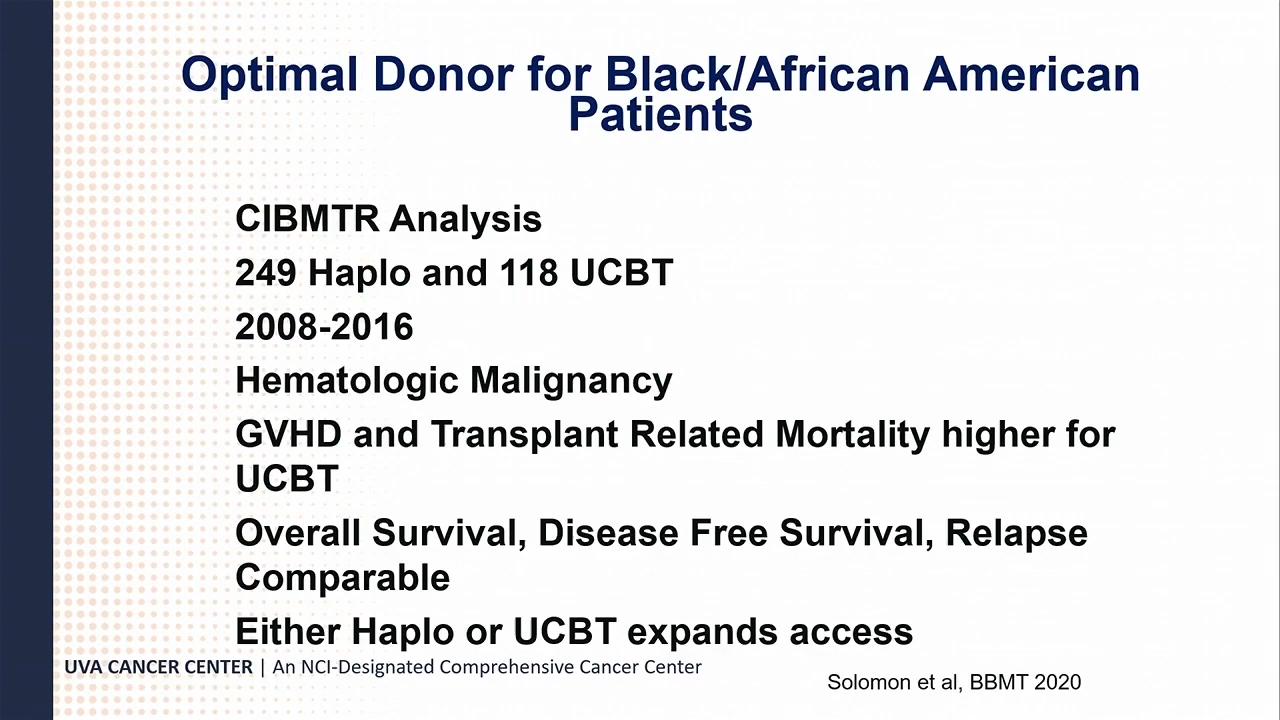 Optimal Donor for Black/African American
Patients
CIBMTR Analysis
249 Haplo and 118 UCBT
2008-2016
Hematologic Malignancy
GVHD and Transplant Related Mortality higher for
UCBT
Overall Survival, Disease Free Survival, Relapse
Comparable
Either Haplo or UCBT expands access
UVA CANCER CENTER | An NCI-Designated Comprehensive Cancer Center
Solomon et al, BBMT 2020